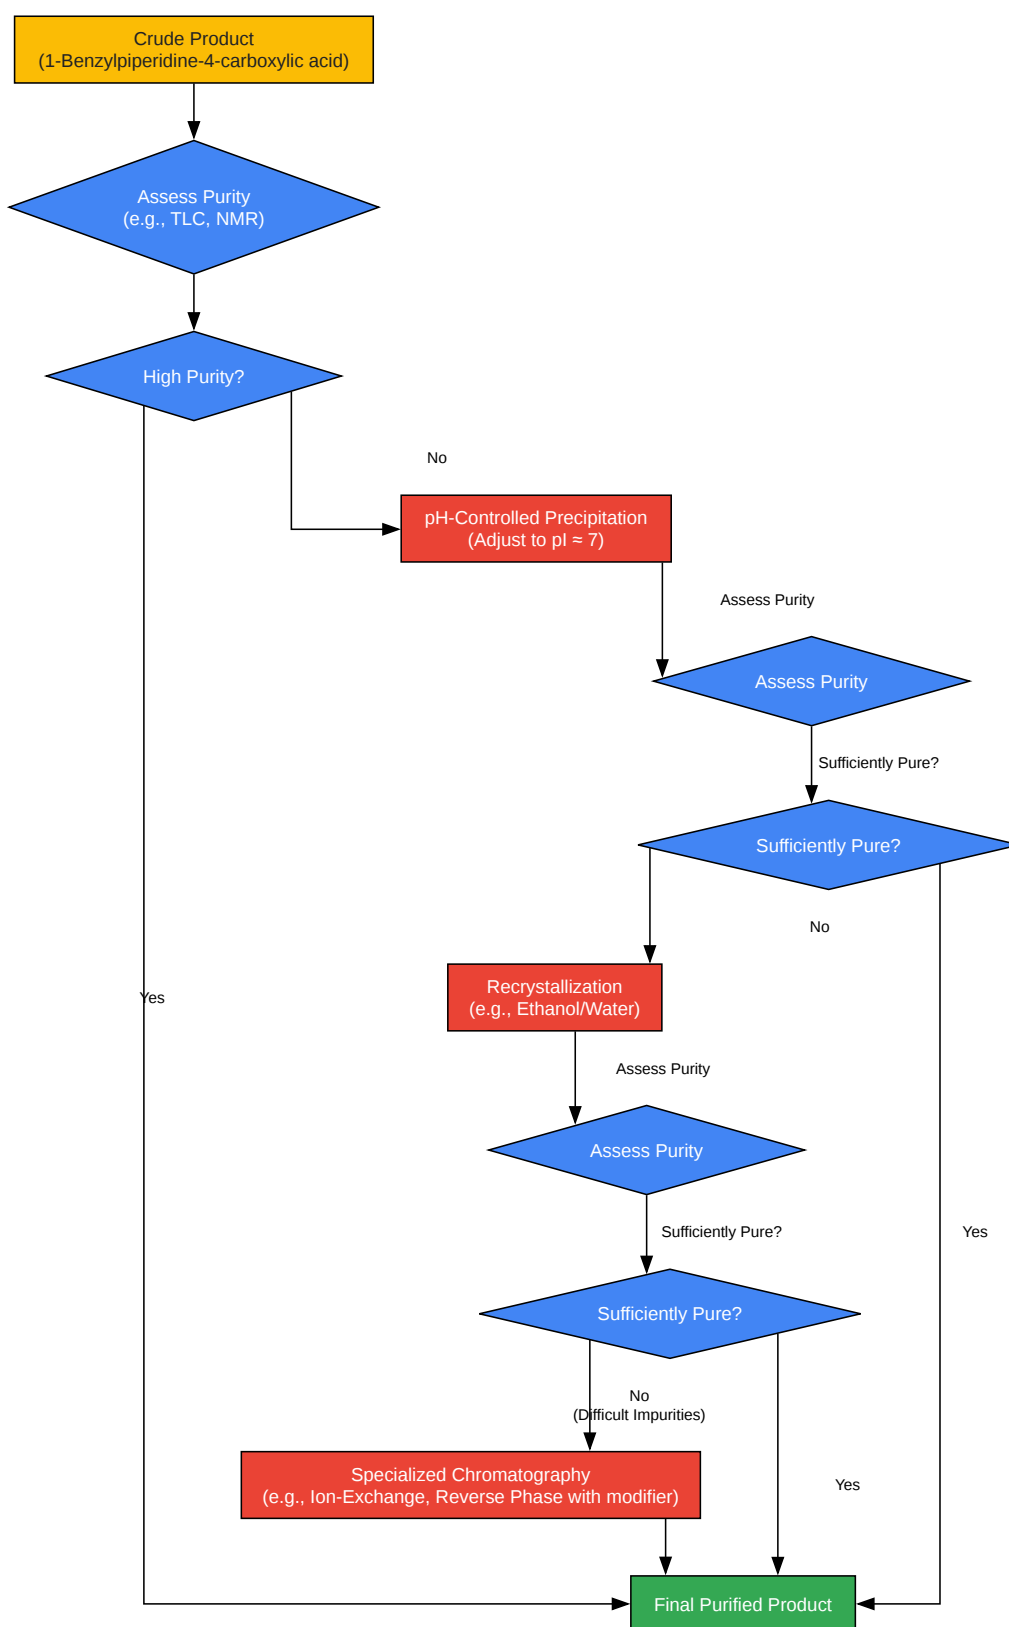 Crude Product
(1-Benzylpiperidine-4-carboxylic acid)
Assess Purity
(e.g., TLC, NMR)
High Purity?
No
pH-Controlled Precipitation
(Adjust to pI ≈ 7)
Assess Purity
Assess Purity
Sufficiently Pure?
Sufficiently Pure?
No
Recrystallization
(e.g., Ethanol/Water)
Yes
Assess Purity
Assess Purity
Sufficiently Pure?
Yes
Sufficiently Pure?
No
(Difficult Impurities)
Specialized Chromatography
(e.g., Ion-Exchange, Reverse Phase with modifier)
Yes
Final Purified Product